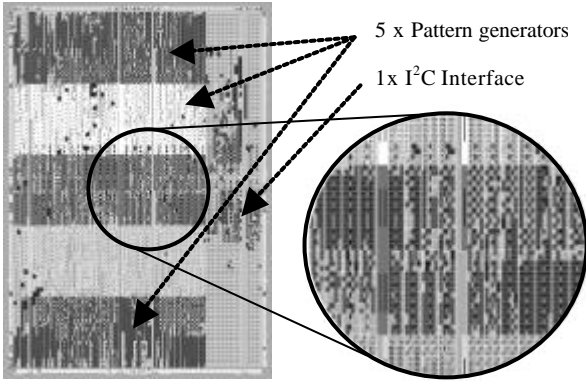 5 x Pattern generators
1x I²C Interface